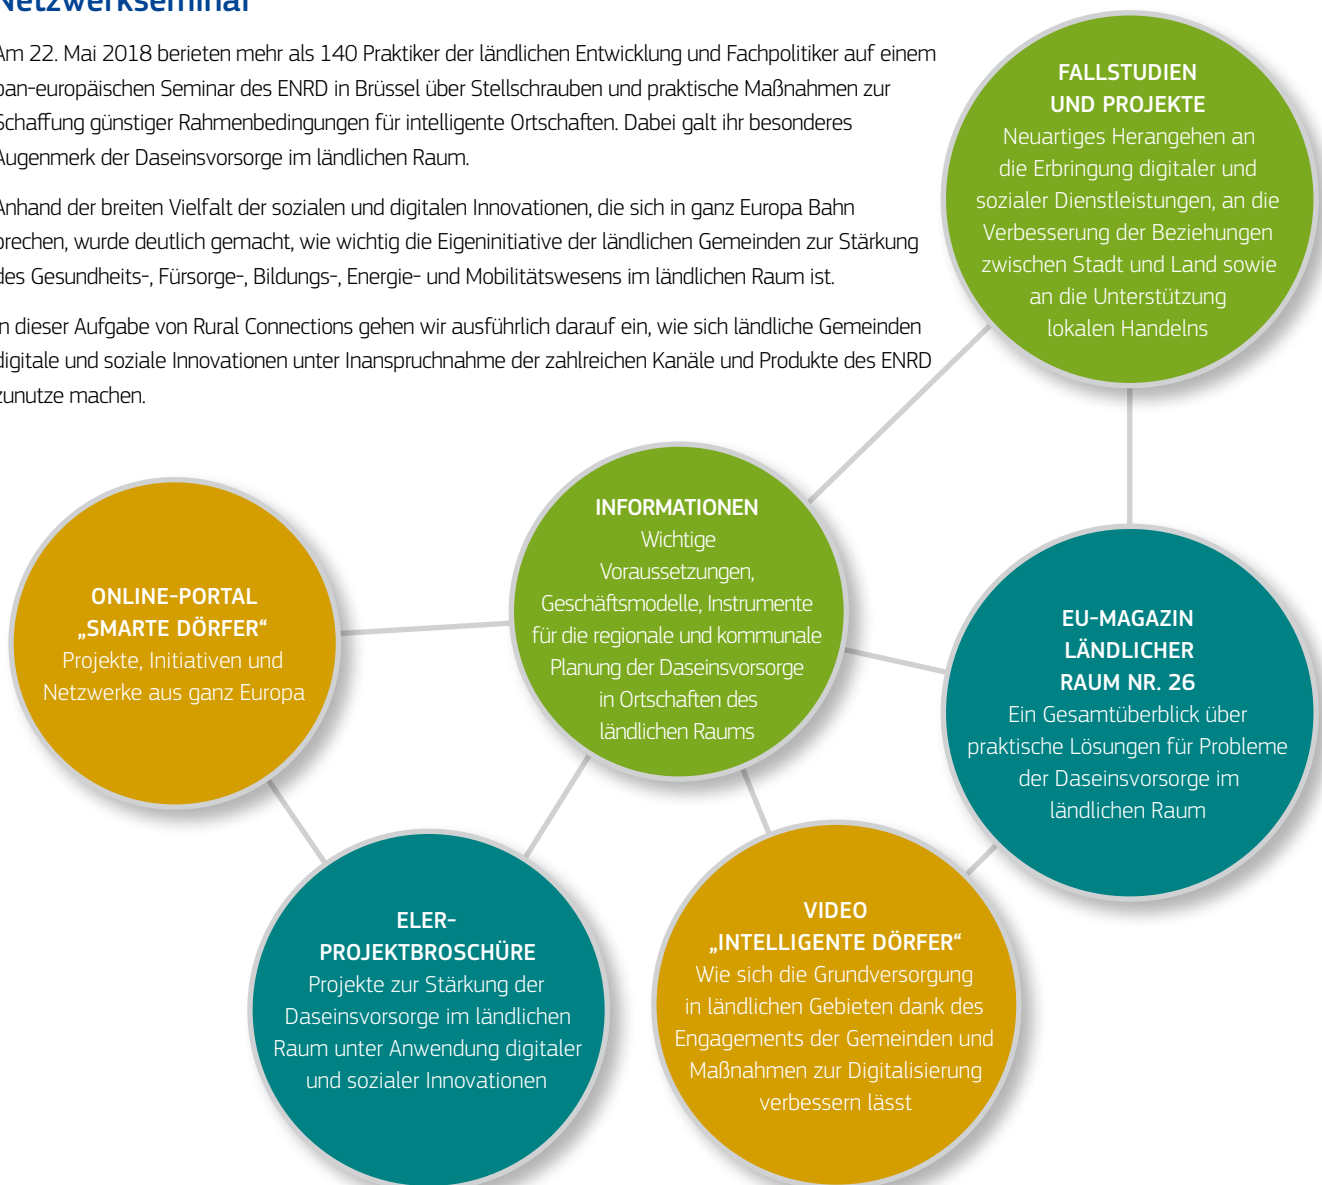 Netzwerkseminar
Am 22. Mai 2018 berieten mehr als 140 Praktiker der ländlichen Entwicklung und Fachpolitiker auf einem
pan-europäischen Seminar des ENRD in Brüssel über Stellschrauben und praktische Maßnahmen zur
Schaffung günstiger Rahmenbedingungen für intelligente Ortschaften. Dabei galt ihr besonderes
Augenmerk der Daseinsvorsorge im ländlichen Raum.
Anhand der breiten Vielfalt der sozialen und digitalen Innovationen, die sich in ganz Europa Bahn
brechen, wurde deutlich gemacht, wie wichtig die Eigeninitiative der ländlichen Gemeinden zur Stärkung
des Gesundheits-, Fürsorge-, Bildungs-, Energie- und Mobilitätswesens im ländlichen Raum ist.
In dieser Aufgabe von Rural Connections gehen wir ausführlich darauf ein, wie sich ländliche Gemeinden
digitale und soziale Innovationen unter Inanspruchnahme der zahlreichen Kanäle und Produkte des ENRD
zunutze machen.
FALLSTUDIEN
UND PROJEKTE
Neuartiges Herangehen an
die Erbringung digitaler und
sozialer Dienstleistungen, an die
Verbesserung der Beziehungen
zwischen Stadt und Land sowie
an die Unterstützung
lokalen Handelns
INFORMATIONEN
Wichtige
Voraussetzungen,
Geschäftsmodelle, Instrumente
für die regionale und kommunale
Planung der Daseinsvorsorge
in Ortschaften des
ländlichen Raums
ONLINE-PORTAL
„SMARTE DÖRFER“
Projekte, Initiativen und
Netzwerke aus ganz Europa
EU-MAGAZIN
LÄNDLICHER
RAUM NR. 26
Ein Gesamtüberblick über
praktische Lösungen für Probleme
der Daseinsvorsorge im
ländlichen Raum
ELER-
PROJEKTBROSCHÜRE
Projekte zur Stärkung der
Daseinsvorsorge im ländlichen
Raum unter Anwendung digitaler
und sozialer Innovationen
VIDEO
„INTELLIGENTE DÖRFER“
Wie sich die Grundversorgung
in ländlichen Gebieten dank des
Engagements der Gemeinden und
Maßnahmen zur Digitalisierung
verbessern lässt